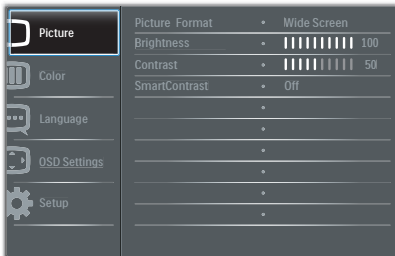 Picture
Color
Language
OSD Settings
Setup
Picture Format Wide Screen
Brightness 100
Contrast 50
SmartContrast Off